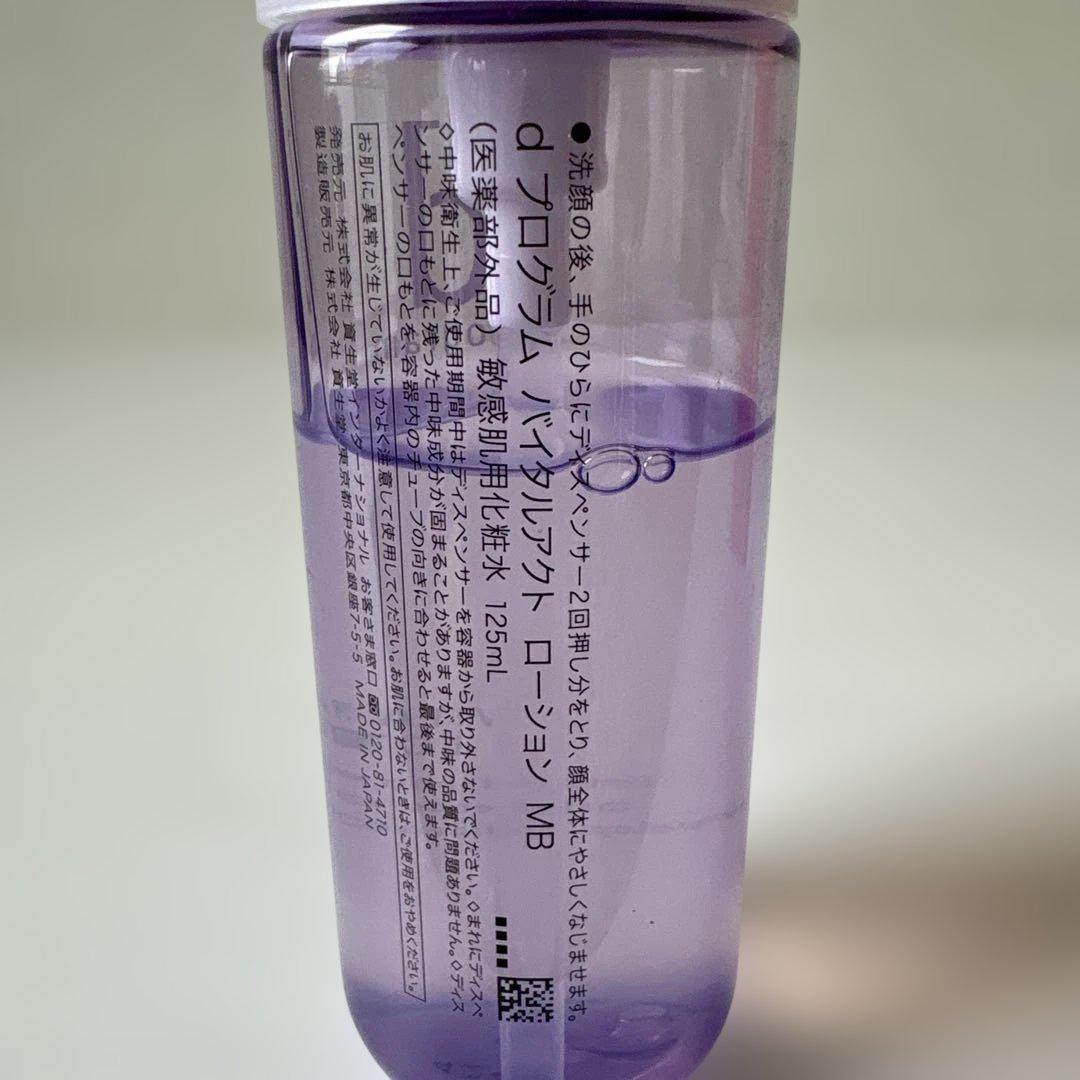 ●洗顔の後、手のひらにディスペンサー2回押し分をとり、顔全体にやさしくなじませます。
d プログラム バイタルアクト ローション MB
(医薬部外品) 敏感肌用化粧水 125mL
◇中味衛生上、ご使用期間中はディスペンサーを容器から取り外さないでください。◇まれにディスペ
ンサーの口もとに残った中味成分が固まることがありますが、中味の品質に問題ありません。◇ディス
ペンサーの口もとを、容器内のチューブの向きに合わせると最後まで使えます。
お肌に異常が生じていないかよく注意して使用してください。お肌に合わないときは、ご使用をおやめください。
発売元 株式会社 資生堂インターナショナル お客さま窓口 0120-81-4710
製造販売元 株式会社 資生堂 東京都中央区銀座7-5-5 MADE IN JAPAN